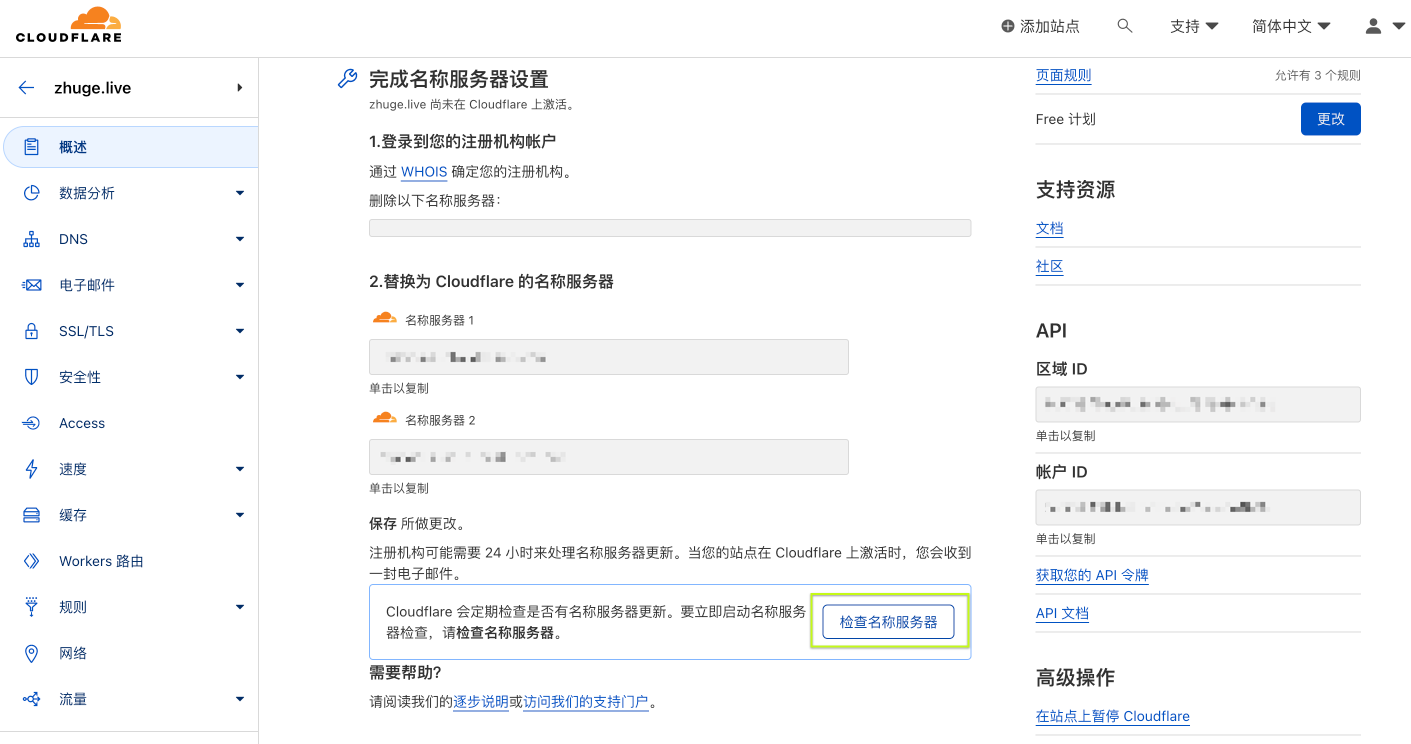 CLOUDFLARE
添加站点
支持
简体中文
zhuge.live
概述
数据分析
DNS
电子邮件
SSL/TLS
安全性
Access
速度
缓存
Workers 路由
规则
网络
流量
完成名称服务器设置
zhuge.live 尚未在 Cloudflare 上激活。
1.登录到您的注册机构帐户
通过 WHOIS 确定您的注册机构。
删除以下名称服务器:
2.替换为 Cloudflare 的名称服务器
名称服务器 1
单击以复制
名称服务器 2
单击以复制
保存 所做更改。
注册机构可能需要 24 小时来处理名称服务器更新。当您的站点在 Cloudflare 上激活时，您会收到
一封电子邮件。
Cloudflare 会定期检查是否有名称服务器更新。要立即启动名称服务
器检查，请检查名称服务器。
检查名称服务器
需要帮助?
请阅读我们的逐步说明或访问我们的支持门户。
页面规则
允许有 3 个规则
Free 计划
更改
支持资源
文档
社区
API
区域 ID
单击以复制
帐户 ID
单击以复制
获取您的 API 令牌
API 文档
高级操作
在站点上暂停 Cloudflare